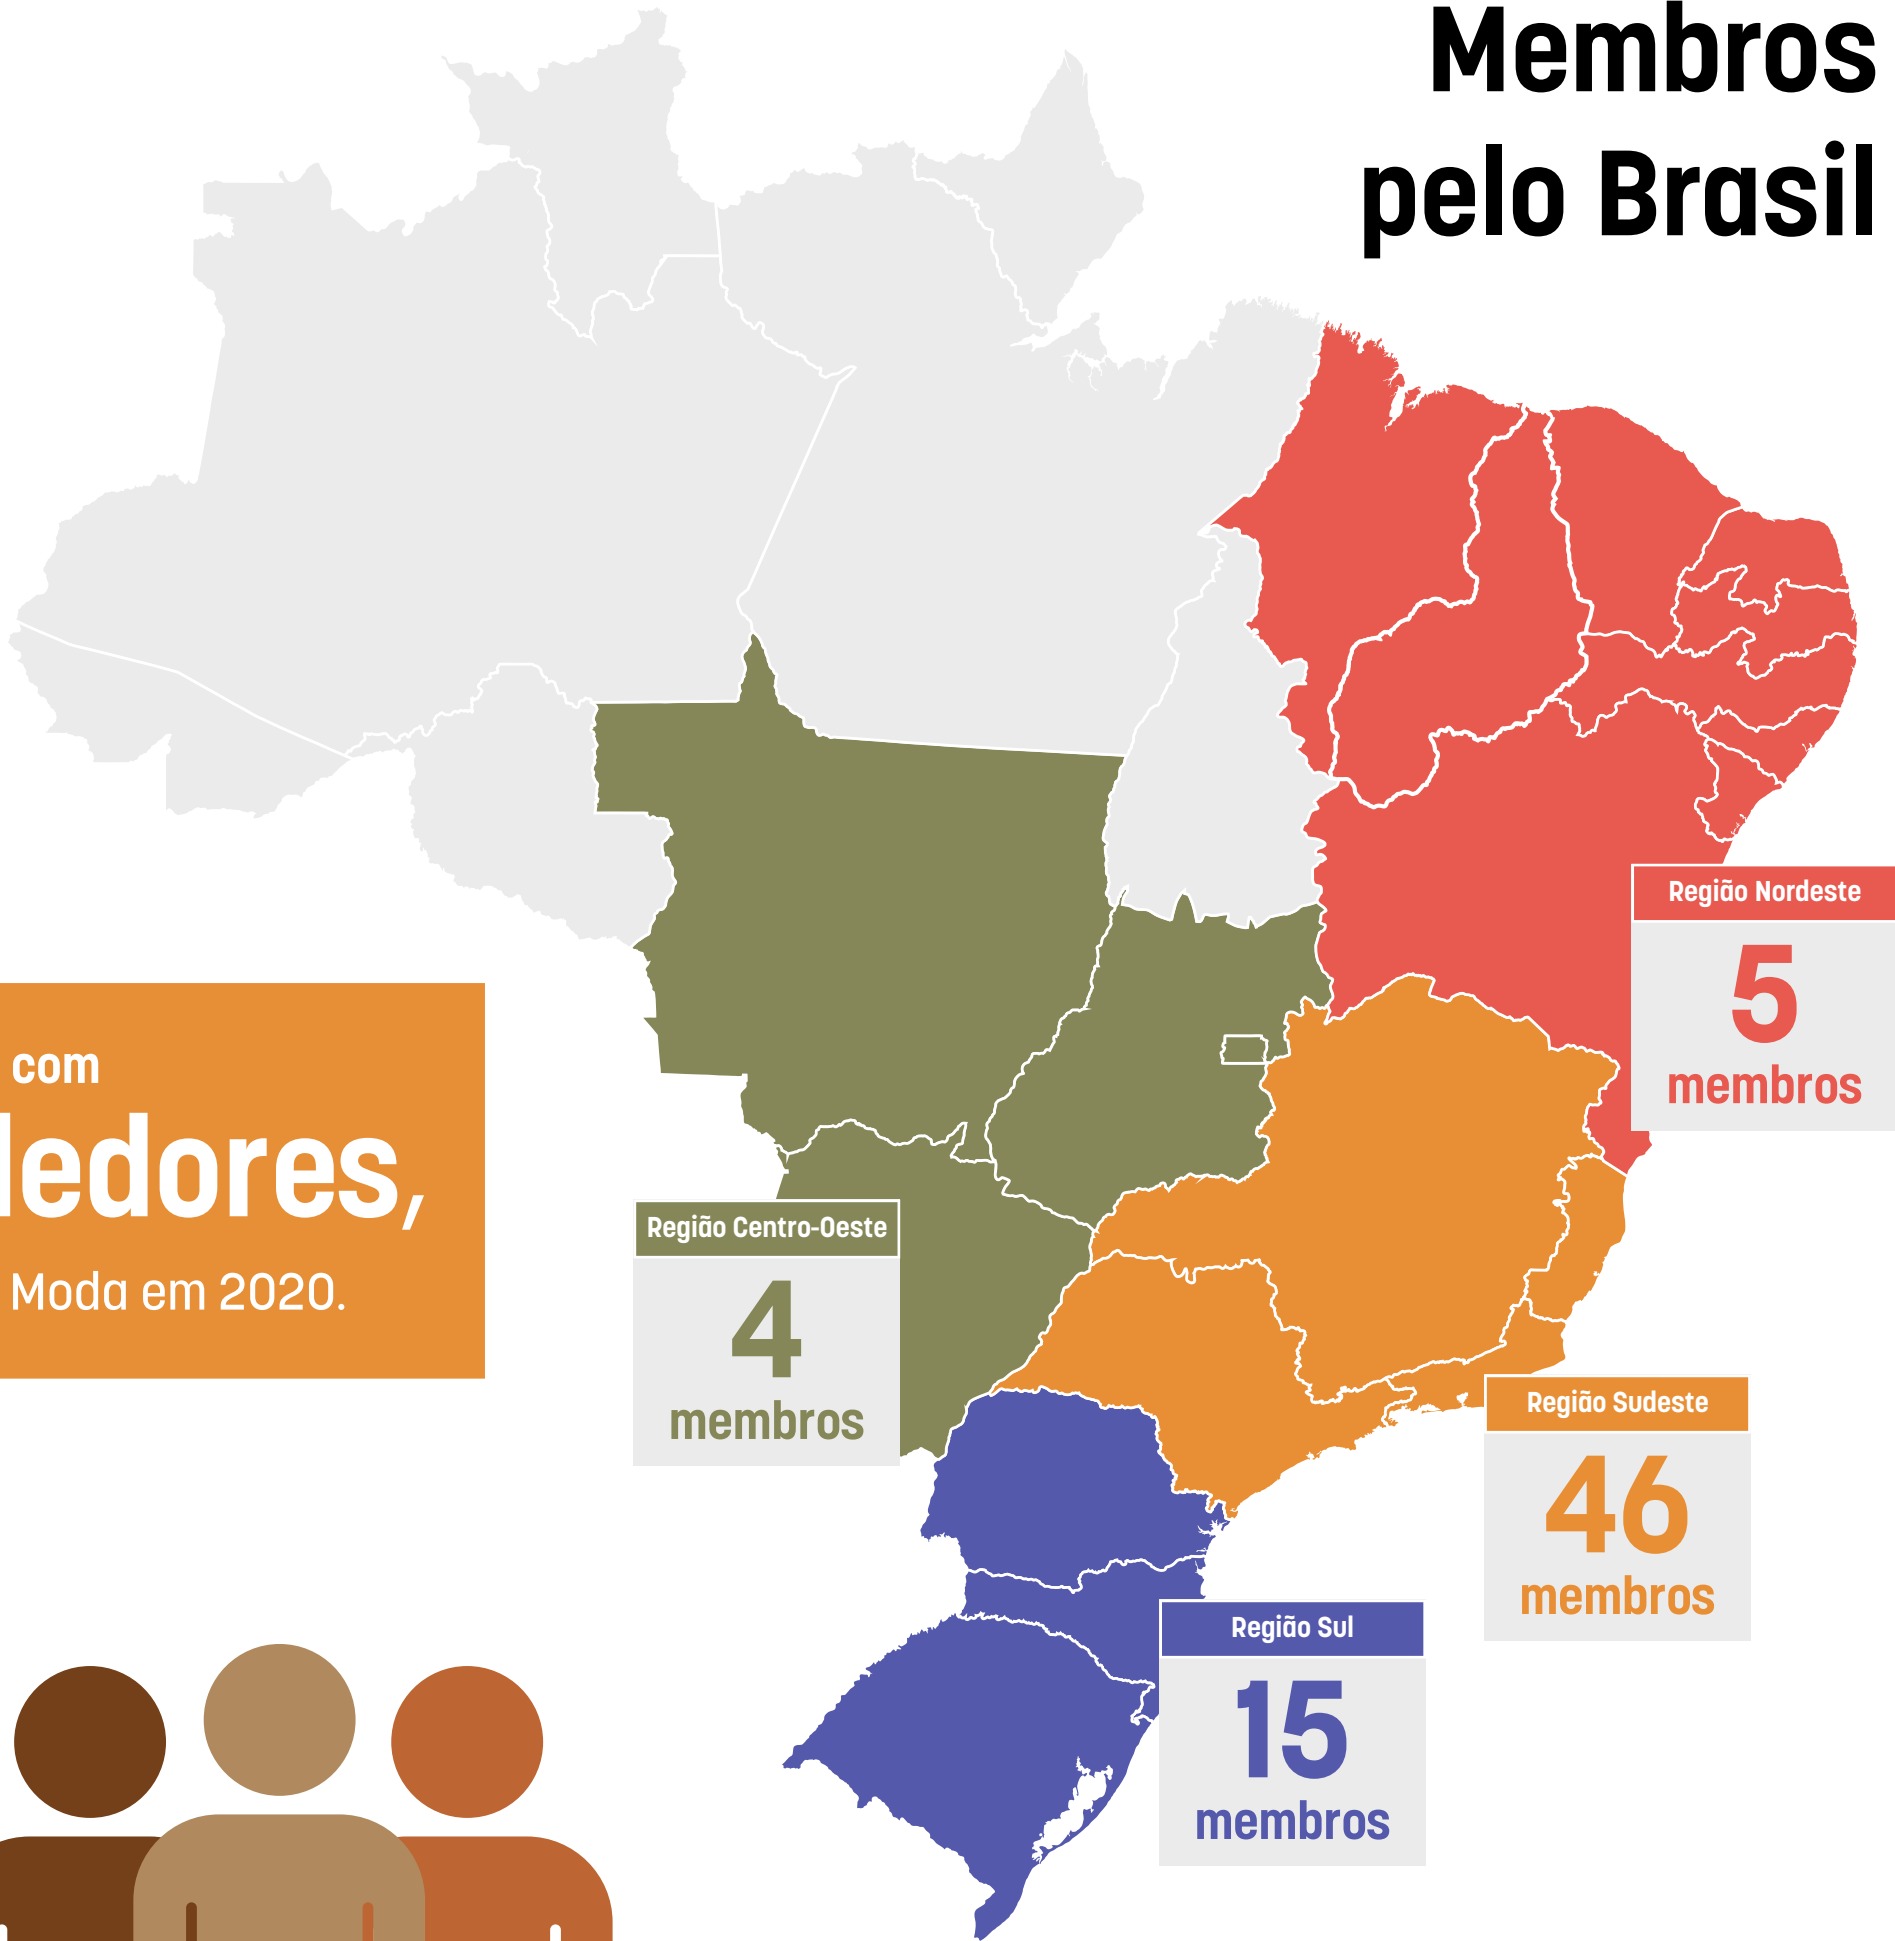 Membros
pelo Brasil
Região Nordeste
5
membros
com
Moda em 2020.
Região Centro-Oeste
4
membros
Região Sudeste
46
membros
Região Sul
15
membros